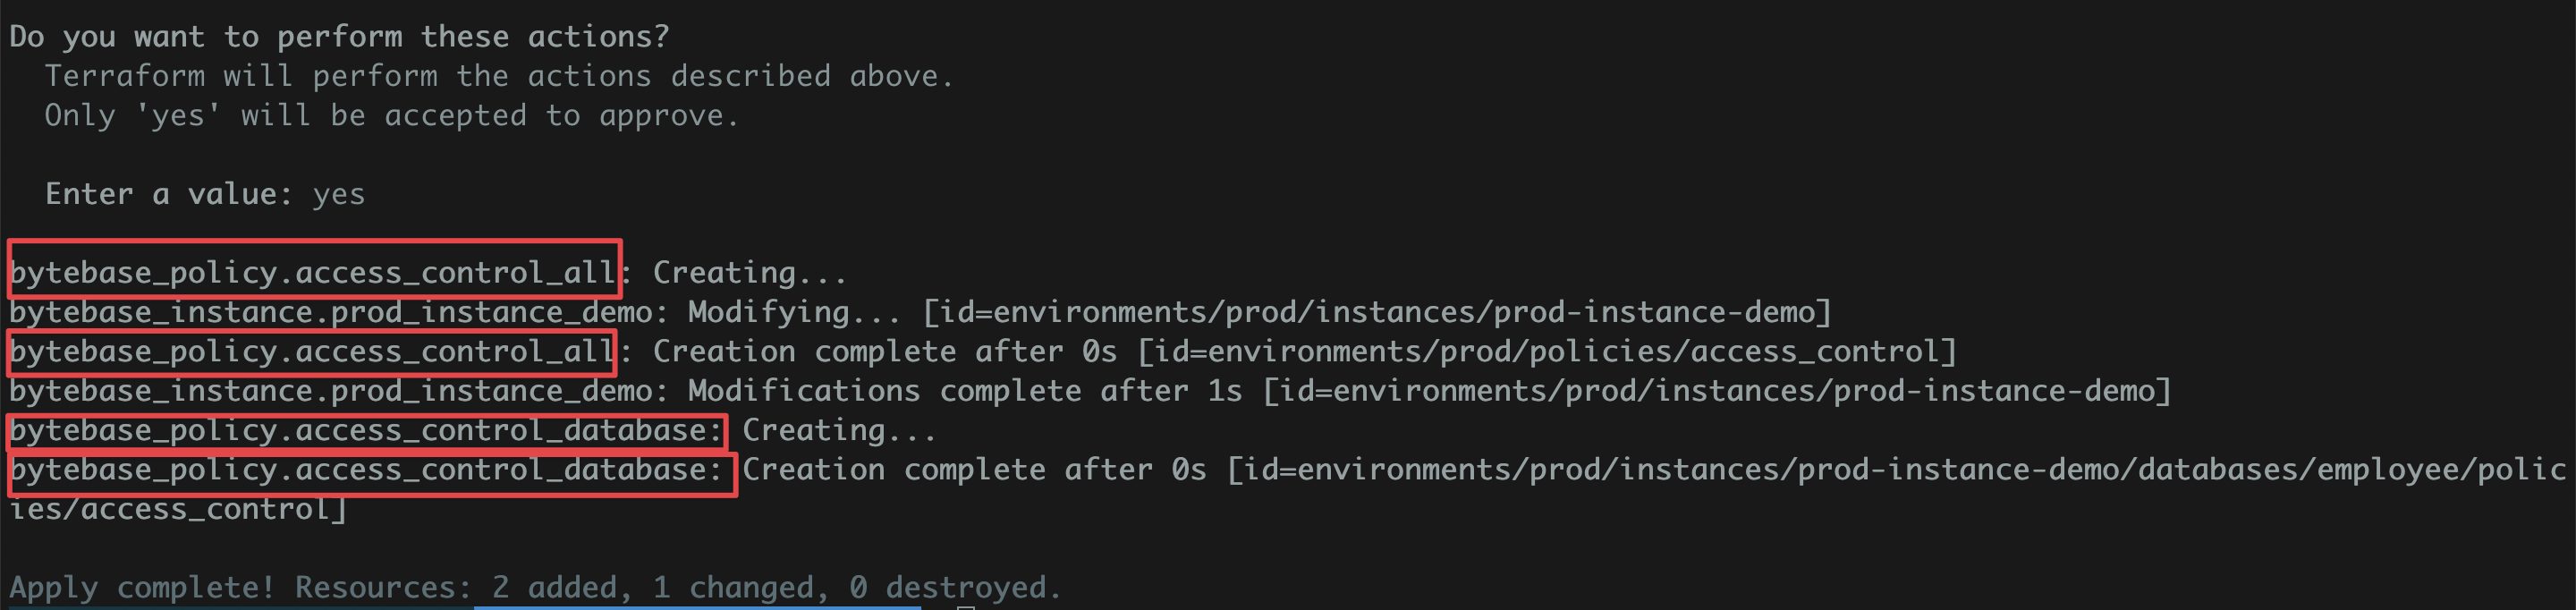 Do you want to perform these actions?
Terraform will perform the actions described above.
Only 'yes' will be accepted to approve.
Enter a value: yes
bytebase_policy.access_control_all: Creating...
bytebase_instance.prod_instance_demo: Modifying... [id=environments/prod/instances/prod-instance-demo]
bytebase_policy.access_control_all: Creation complete after 0s [id=environments/prod/policies/access_control]
bytebase_instance.prod_instance_demo: Modifications complete after 1s [id=environments/prod/instances/prod-instance-demo]
bytebase_policy.access_control_database: Creating...
bytebase_policy.access_control_database: Creation complete after 0s [id=environments/prod/instances/prod-instance-demo/databases/employee/polic
ies/access_control]
Apply complete! Resources: 2 added, 1 changed, 0 destroyed.